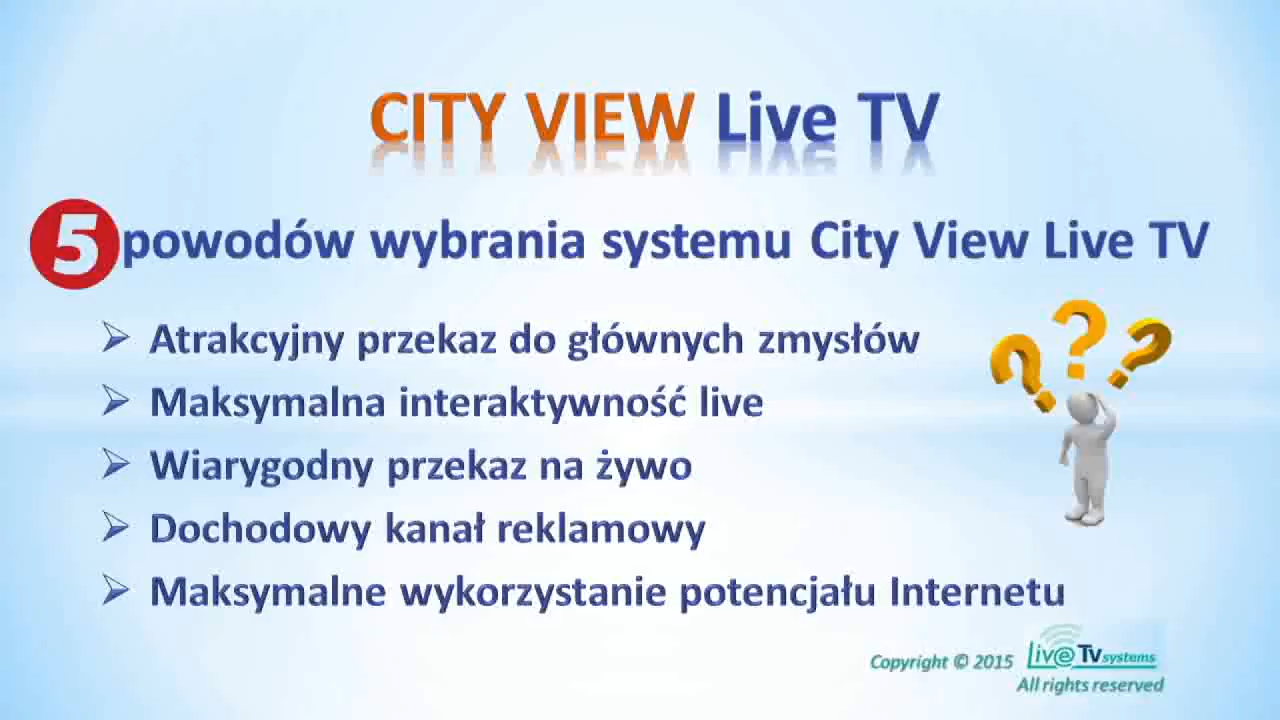 CITY VIEW Live TV
5 powodów wybrania systemu City View Live TV
Atrakcyjny przekaz do głównych zmysłów
Maksymalna interaktywność live
Wiarygodny przekaz na żywo
Dochodowy kanał reklamowy
Maksymalne wykorzystanie potencjału Internetu
Copyright © 2015 Live TV systems
All rights reserved